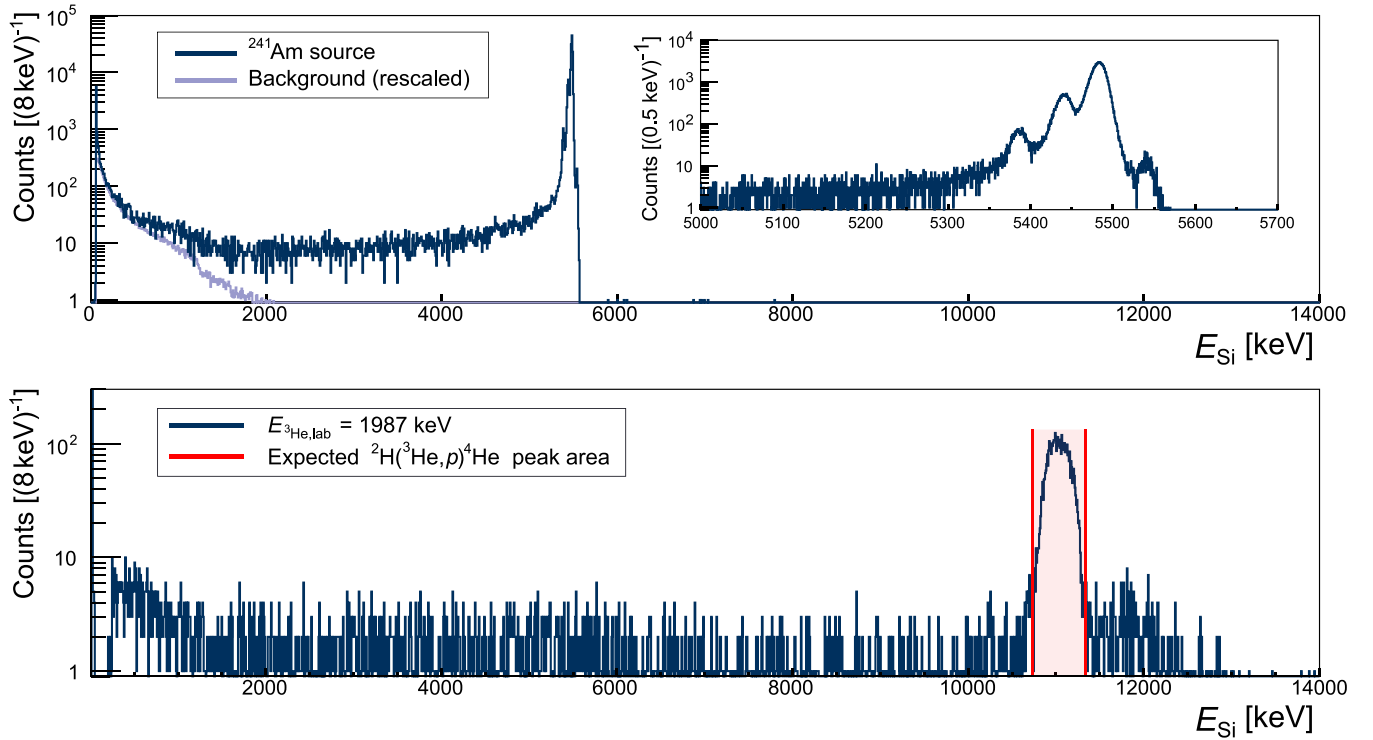 Counts [(8 keV)⁻¹]
10⁵
10⁴
10³
10²
10
1
²⁴¹Am source
Background (rescaled)
Counts [(0.5 keV)⁻¹]
10⁴
10³
10²
10
1
5000 5100 5200 5300 5400 5500 5600 5700
0 2000 4000 6000 8000 10000 12000 14000
E_Si [keV]
Counts [(8 keV)⁻¹]
10²
10
1
E_³He,lab = 1987 keV
Expected ²H(³He,p)⁴He peak area
2000 4000 6000 8000 10000 12000 14000
E_Si [keV]